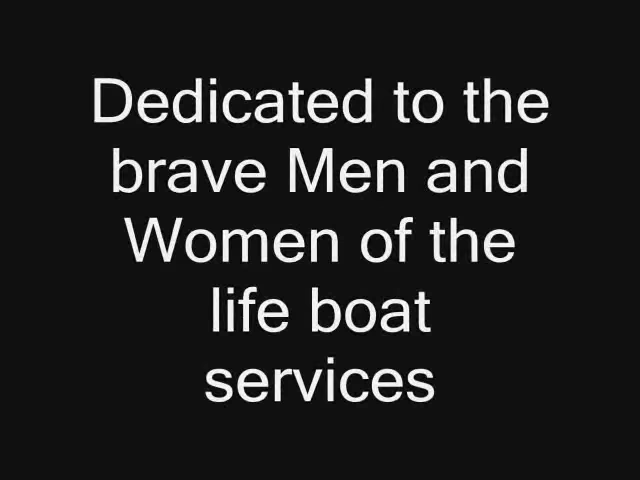 Dedicated to the
brave Men and
Women of the
life boat
services